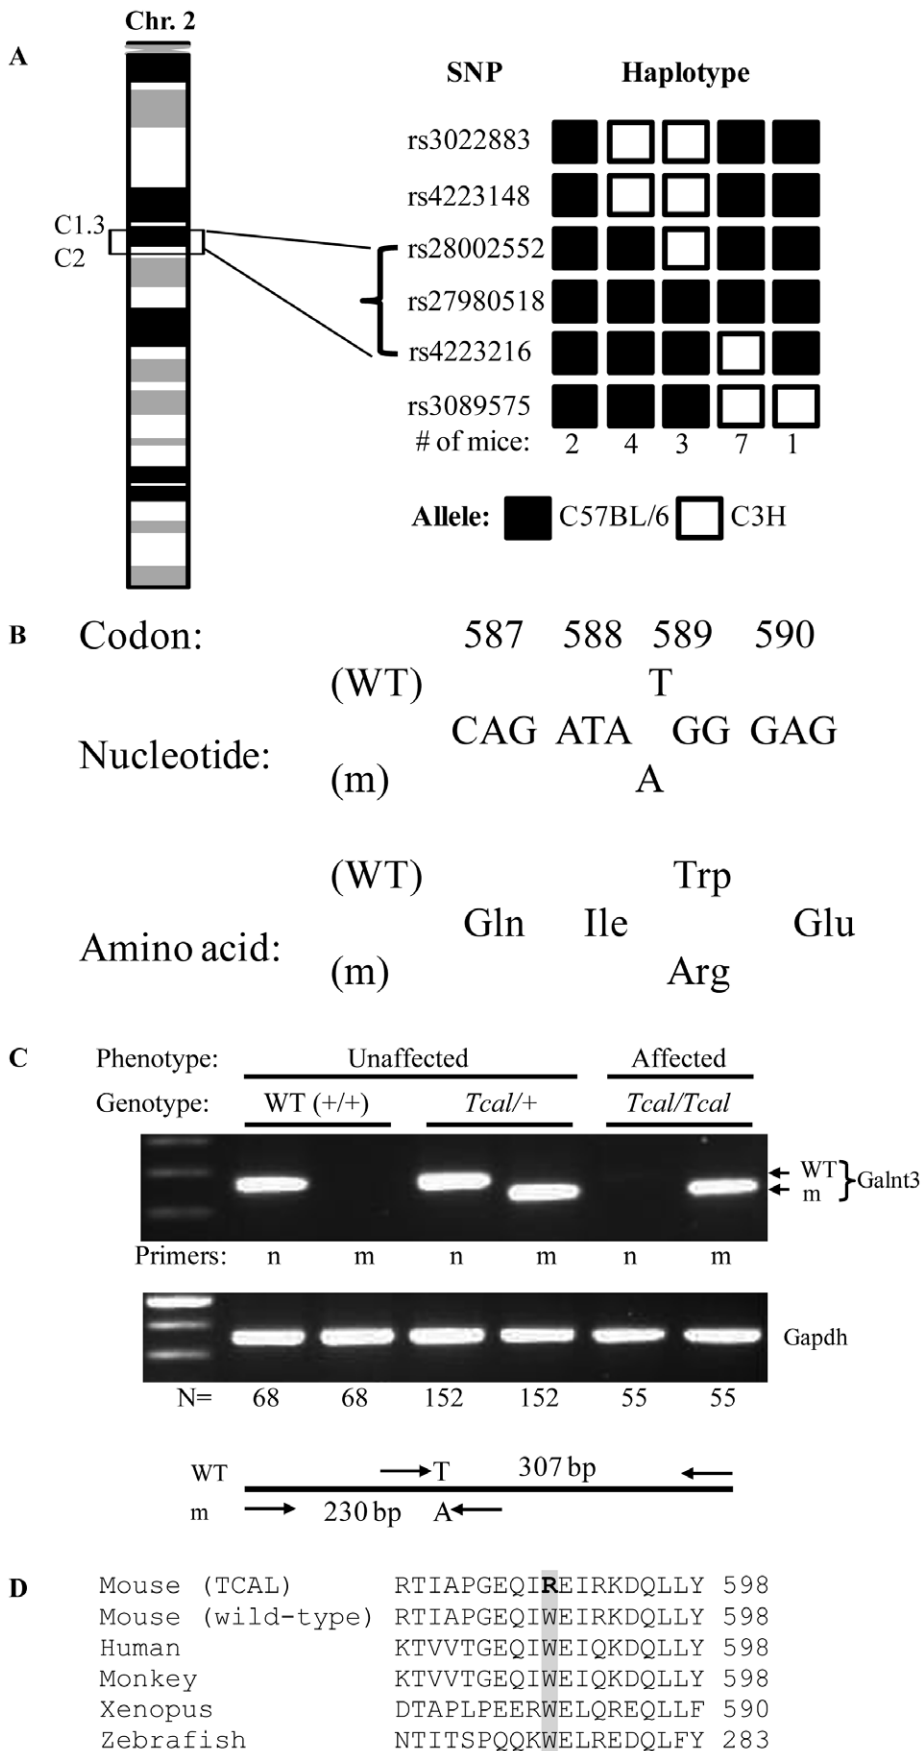 A
Chr. 2
SNP Haplotype
rs3022883
rs4223148
C1.3
C2
rs28002552
rs27980518
rs4223216
rs3089575
# of mice: 2 4 3 7 1
Allele: C57BL/6 C3H
B
Codon: 587 588 589 590
(WT) T
Nucleotide: CAG ATA GG GAG
(m) A
(WT) Trp
Amino acid: Gln Ile Glu
(m) Arg
C
Phenotype: Unaffected Affected
Genotype: WT (+/+) Tcal/+ Tcal/Tcal
WT
m
Galnt3
Primers: n m n m n m
Gapdh
N= 68 68 152 152 55 55
WT T 307 bp
m 230 bp A
D
Mouse (TCAL) RTIAPGEQIREIRKDQLLY 598
Mouse (wild-type) RTIAPGEQIWEIRKDQLLY 598
Human KTVVTGEQIWEIQKDQLLY 598
Monkey KTVVTGEQIWEIQKDQLLY 598
Xenopus DTAPLPEERWELQREQLLF 590
Zebrafish NTITSPQQKWELREDQLFY 283